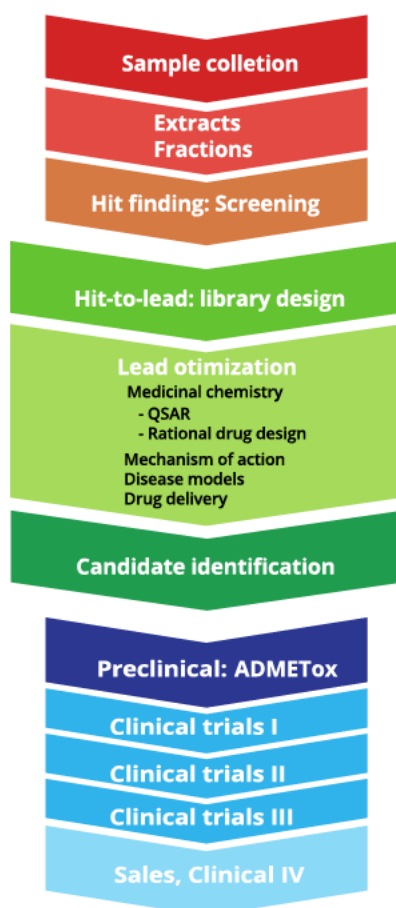 Sample colletion
Extracts
Fractions
Hit finding: Screening
Hit-to-lead: library design
Lead otimization
Medicinal chemistry
- QSAR
- Rational drug design
Mechanism of action
Disease models
Drug delivery
Candidate identification
Preclinical: ADMETox
Clinical trials I
Clinical trials II
Clinical trials III
Sales, Clinical IV